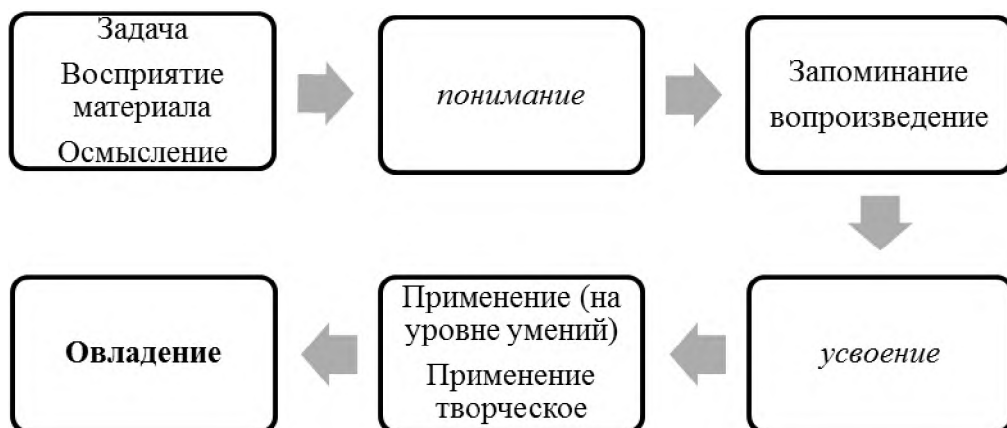 Задача
Восприятие
материала
Осмысление
понимание
Запоминание
вопроизведение
усвоение
Применение (на
уровне умений)
Применение
творческое
Овладение